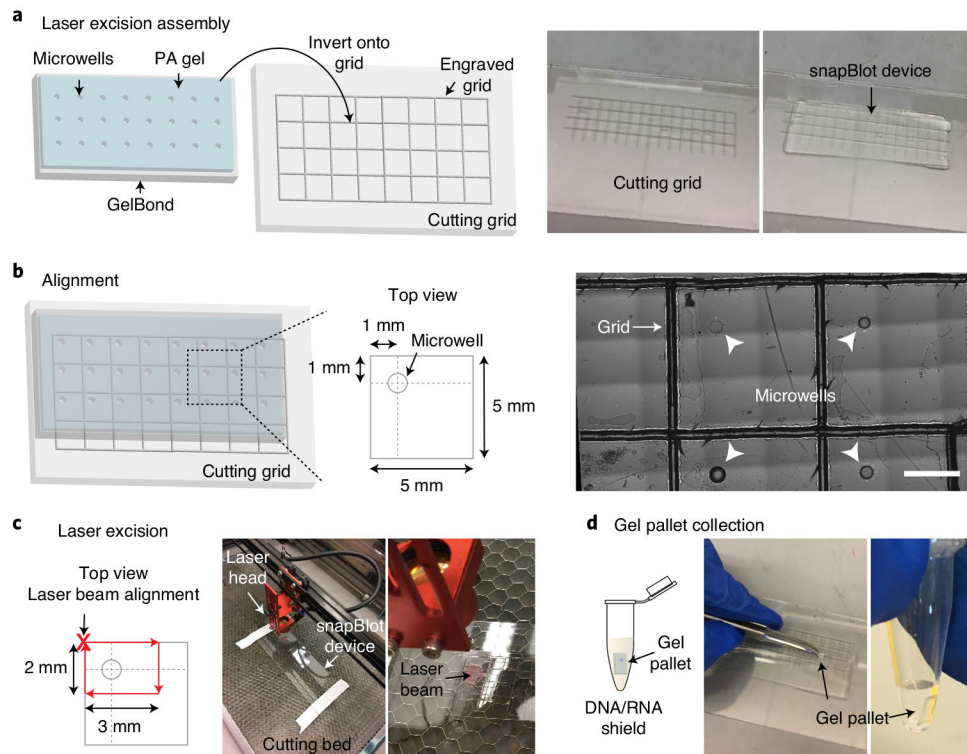 a
Laser excision assembly
Microwells
PA gel
Invert onto
grid
Engraved
grid
GelBond
Cutting grid
Cutting grid
snapBlot device
b
Alignment
Top view
1 mm
Microwell
1 mm
5 mm
5 mm
Cutting grid
Grid
Microwells
c
Laser excision
Top view
Laser beam alignment
2 mm
3 mm
Laser
head
snapBlot
device
Cutting bed
Laser
beam
d
Gel pallet collection
Gel
pallet
DNA/RNA
shield
Gel pallet